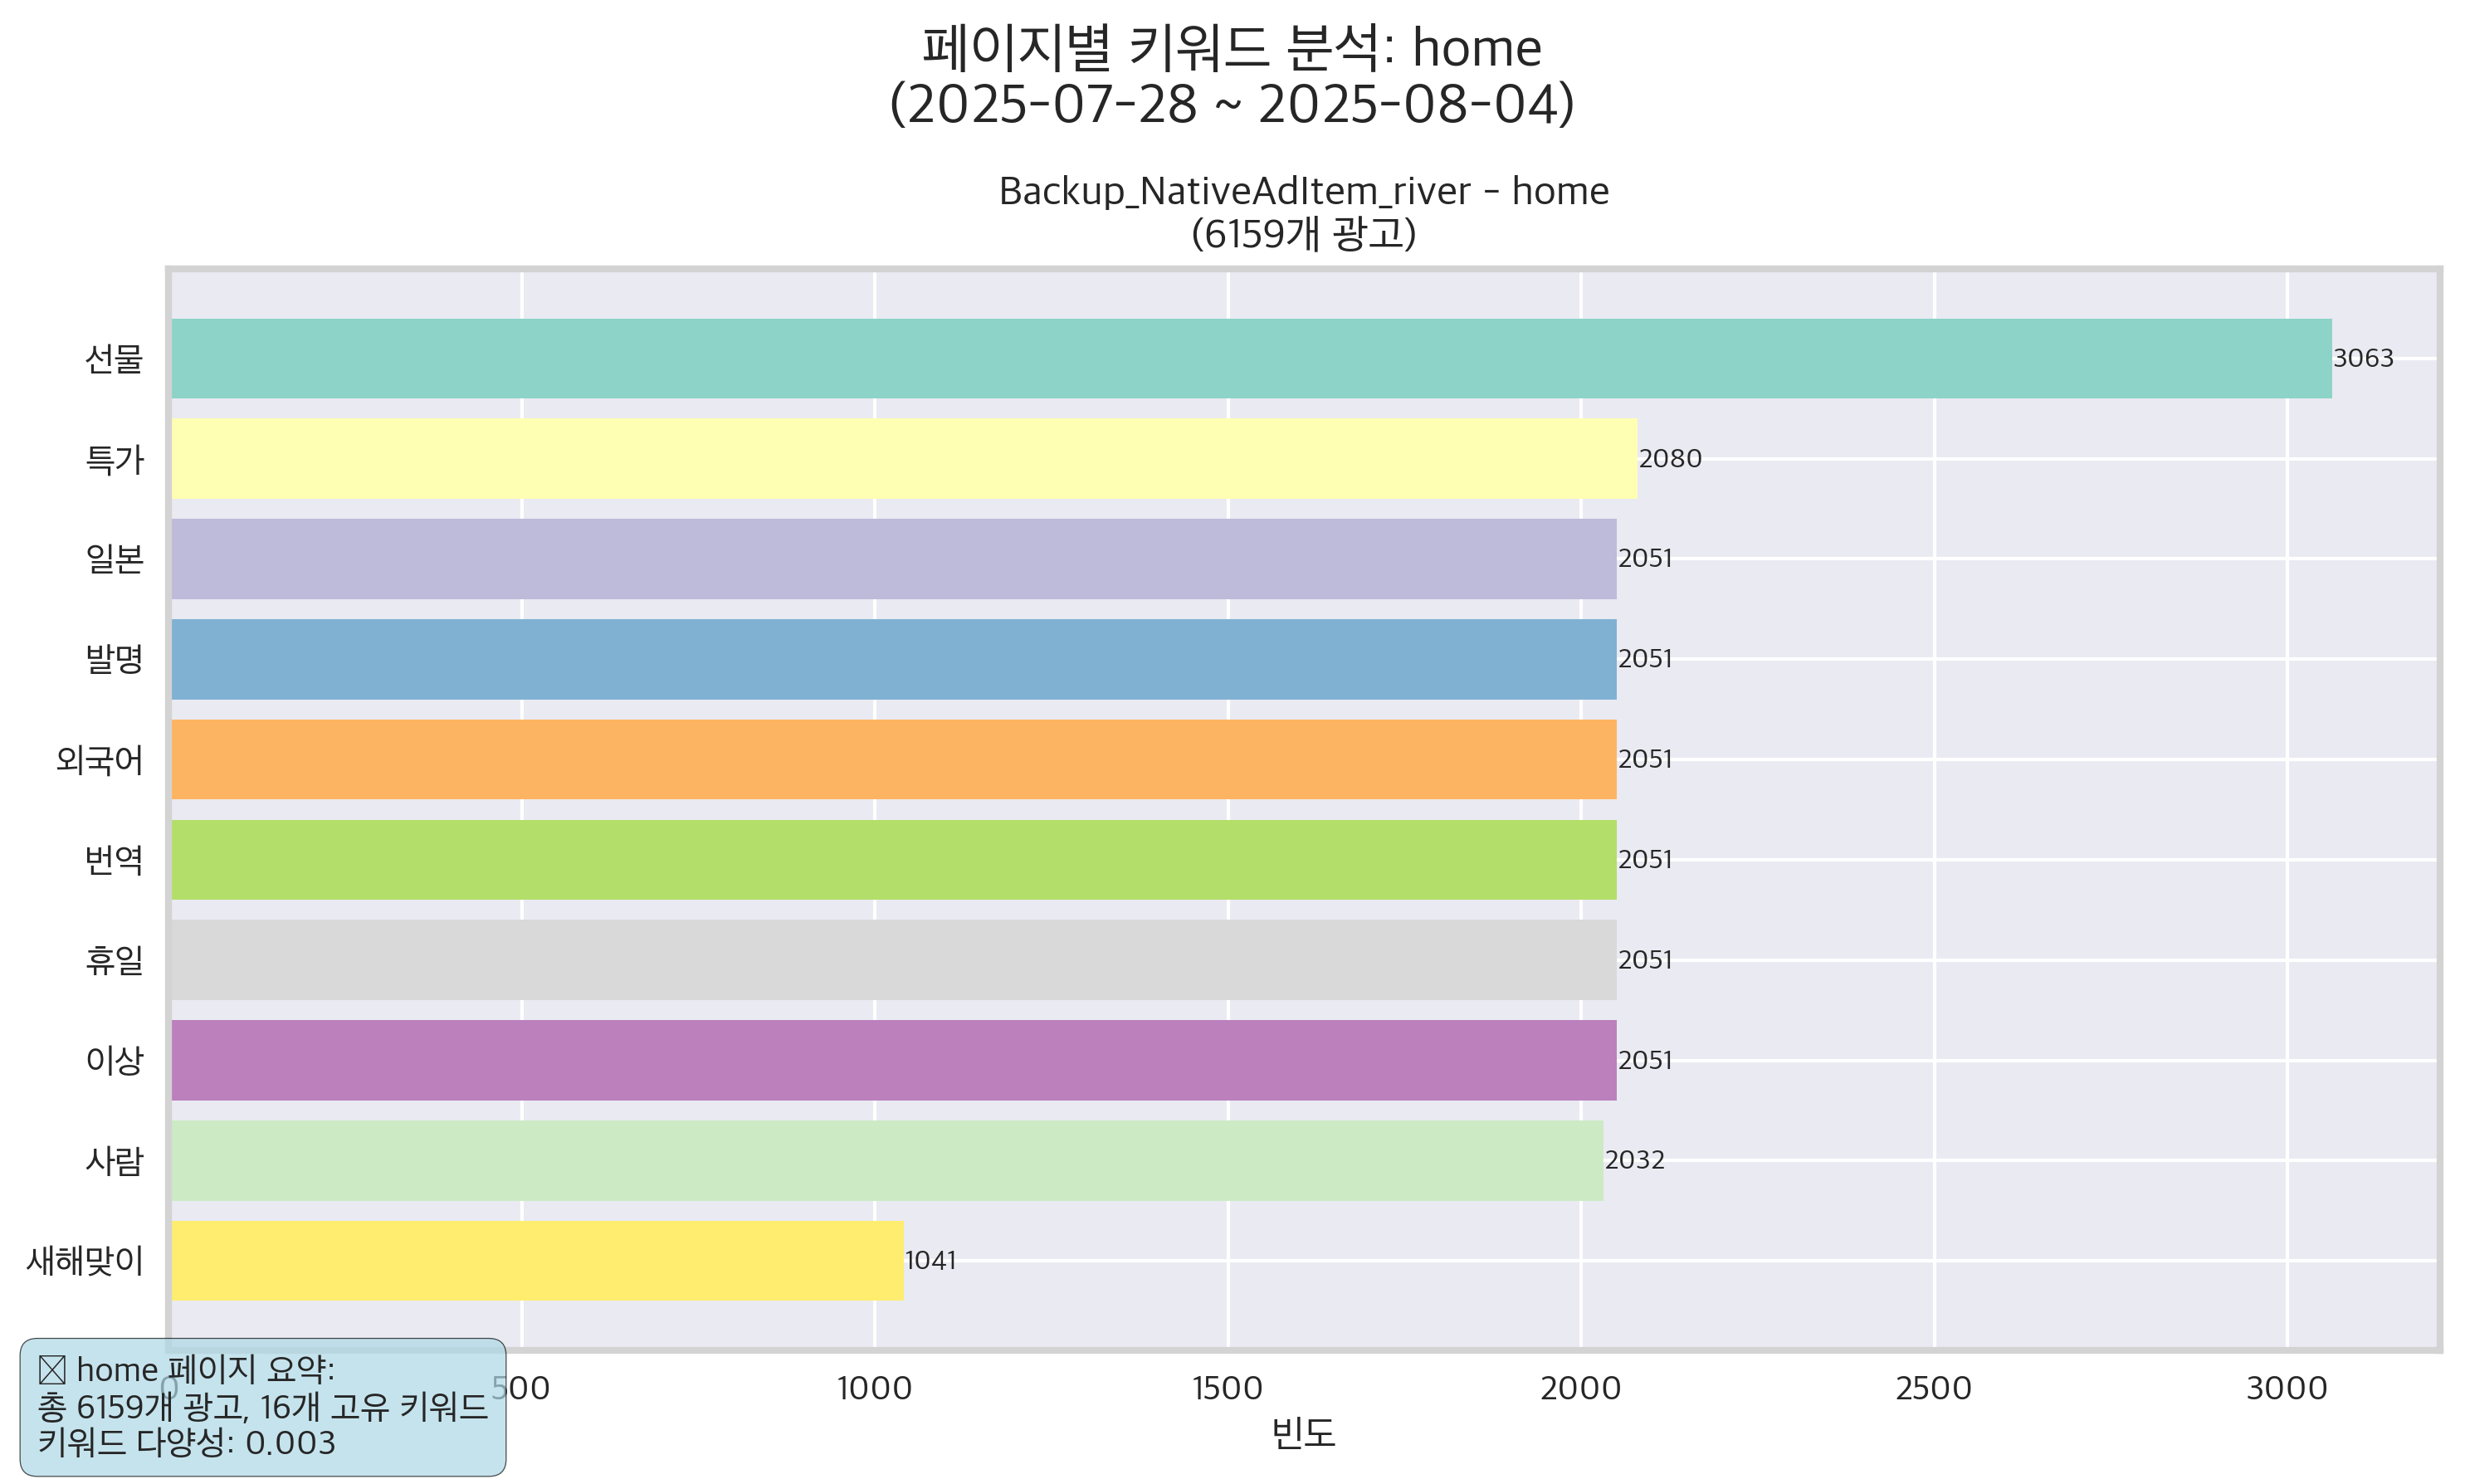 페이지별 키워드 분석: home
(2025-07-28 ~ 2025-08-04)
Backup_NativeAdItem_river - home
(6159개 광고)
선물
3063
특가
2080
일본
2051
발명
2051
외국어
2051
번역
2051
휴일
2051
이상
2051
사람
2032
새해맞이
1041
0 500 1000 1500 2000 2500 3000
빈도
home 페이지 요약:
총 6159개 광고, 16개 고유 키워드
키워드 다양성: 0.003